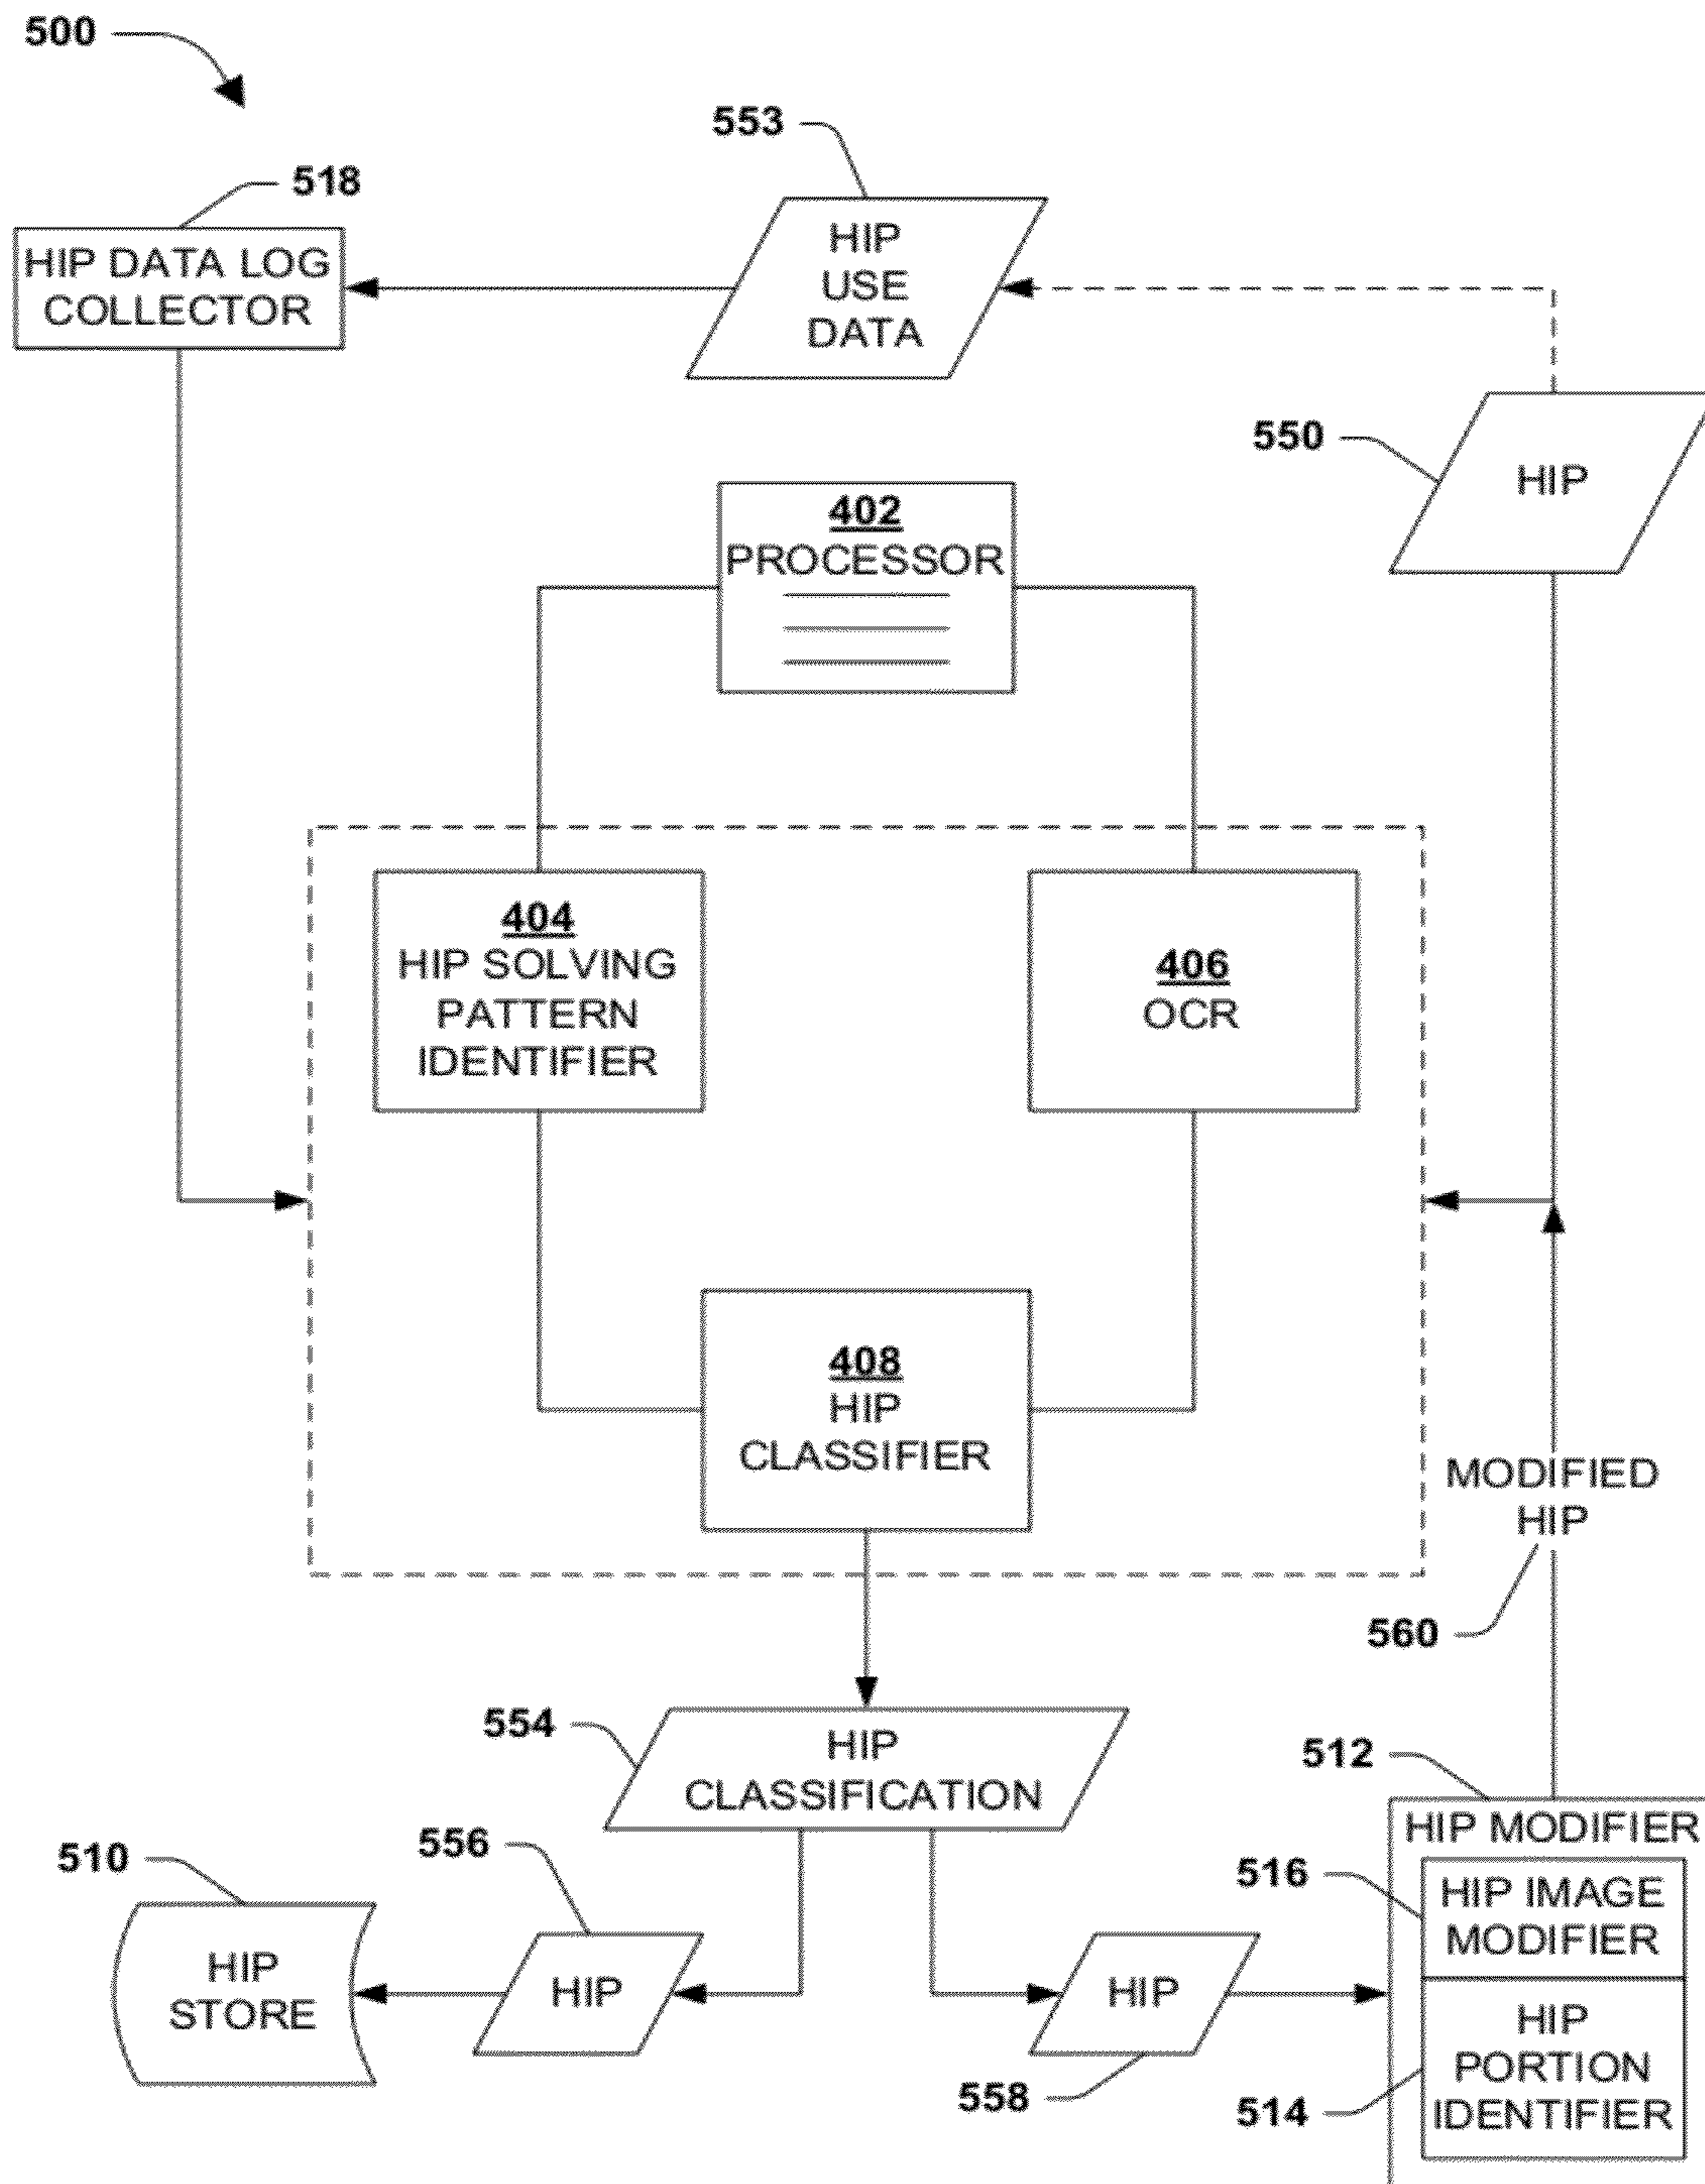 500
553
518
HIP DATA LOG
COLLECTOR
HIP
USE
DATA
550
HIP
402
PROCESSOR
404
HIP SOLVING
PATTERN
IDENTIFIER
406
OCR
408
HIP
CLASSIFIER
MODIFIED
HIP
560
554
HIP
CLASSIFICATION
512
HIP MODIFIER
510
HIP
STORE
556
HIP
558
HIP
516
HIP IMAGE
MODIFIER
514
HIP
PORTION
IDENTIFIER